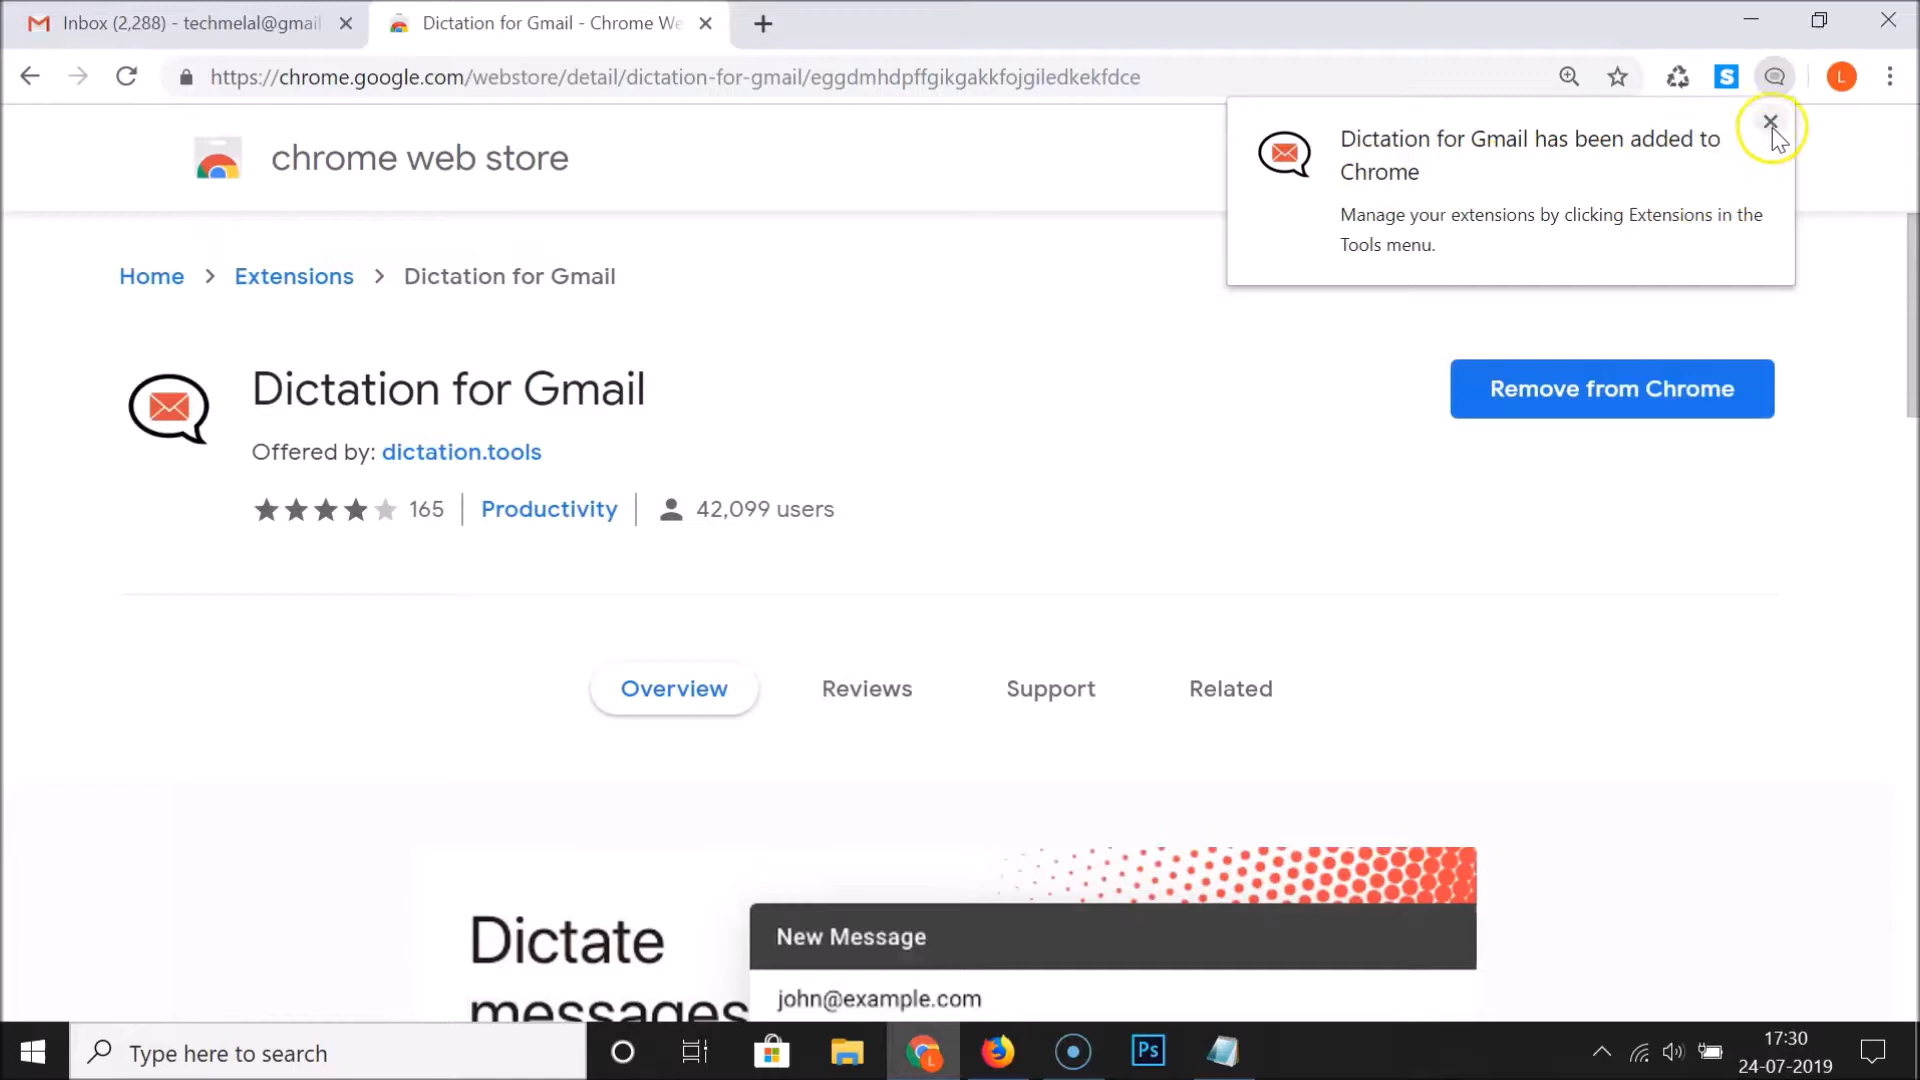 Inbox (2,288) - techmelal@gmail
Dictation for Gmail - Chrome We
https://chrome.google.com/webstore/detail/dictation-for-gmail/eggdmhdpffgikgakkfojgiledkekfdce
S
L
chrome web store
Dictation for Gmail has been added to
Chrome
Manage your extensions by clicking Extensions in the
Tools menu.
Home > Extensions > Dictation for Gmail
Dictation for Gmail
Remove from Chrome
Offered by: dictation.tools
165 Productivity 42,099 users
Overview Reviews Support Related
Dictate
messages
New Message
john@example.com
Type here to search
L
Ps
17:30
24-07-2019